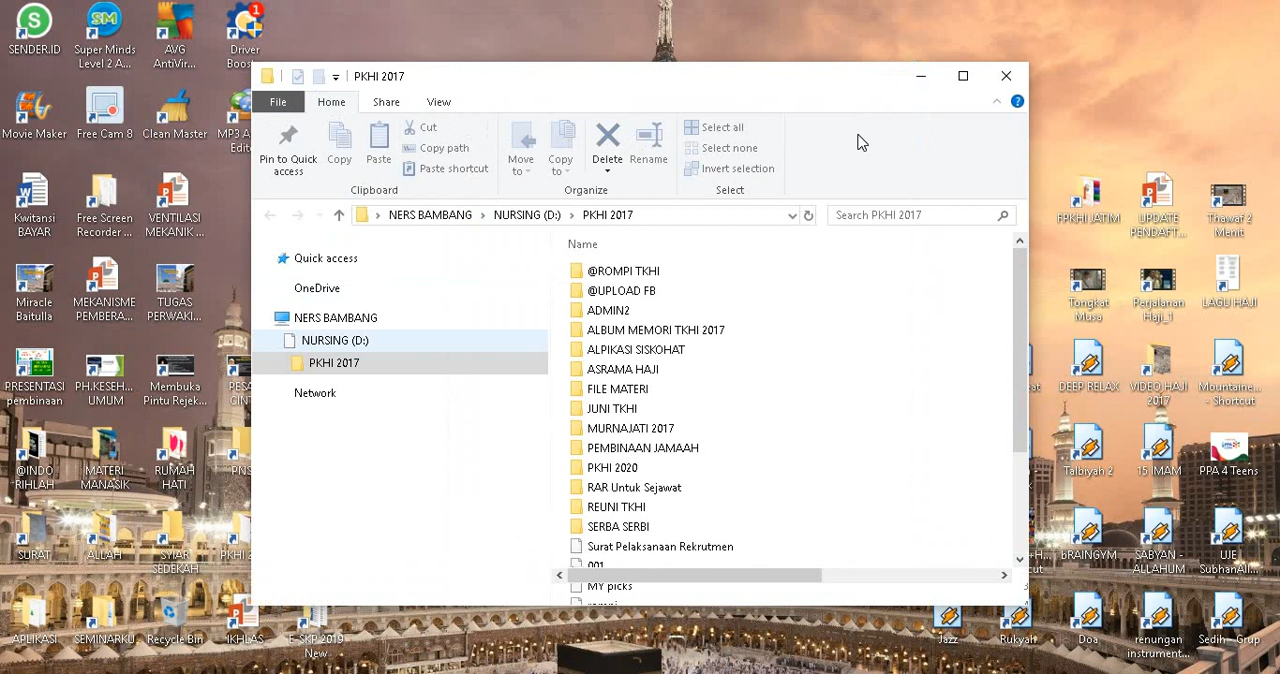 SENDER.ID
Super Minds
Level 2 A...
AVG
AntiVir...
1
Driver
Boost
Movie Maker
Free Cam 8
Clean Master
MP3 A
Edit
Kwitansi
BAYAR
Free Screen
Recorder ...
VENTILASI
MEKANIK ...
Miracle
Baitulla
MEKANISME
PEMBERA...
TUGAS
PERWAKI...
PRESENTASI
pembinaan
PH.KESEH...
UMUM
Membuka
Pintu Rejek...
PESA
CINT
@INDO
RIHLAH
MATERI
MANASIK
RUMAH
HATI
PNS
SURAT
ALLAH
SYIAR
SEDEKAH
PKHI 2
APLIKASI
SEMINARKU
Recycle Bin
IKHLAS
E-SKP 2019
New
PKHI 2017
File
Home
Share
View
Pin to Quick
access
Copy
Paste
Cut
Copy path
Paste shortcut
Clipboard
Move
to
Copy
to
Delete
Rename
Organize
Select all
Select none
Invert selection
Select
NERS BAMBANG
NURSING (D:)
PKHI 2017
Search PKHI 2017
Quick access
OneDrive
NERS BAMBANG
NURSING (D:)
PKHI 2017
Network
Name
@ROMPI TKHI
@UPLOAD FB
ADMIN2
ALBUM MEMORI TKHI 2017
ALPIKASI SISKOHAT
ASRAMA HAJI
FILE MATERI
JUNI TKHI
MURNAJATI 2017
PEMBINAAN JAMAAH
PKHI 2020
RAR Untuk Sejawat
REUNI TKHI
SERBA SERBI
Surat Pelaksanaan Rekrutmen
001
MY picks
FPKHI JATIM
UPDATE
PENDAFT...
Thawaf 2
Menit
Tongkat
Musa
Perjalanan
Haji_1
LAGU HAJI
DEEP RELAX
VIDEO HAJI
2017
Mountaine...
- Shortcut
Talbiyah 2
15 IMAM
PPA 4 Teens
bRAINGYM
SABYAN -
ALLAHUM
UJE
SubhanAll...
Jazz
Rukyah
Doa
renungan
instrument...
Sedih - Grup